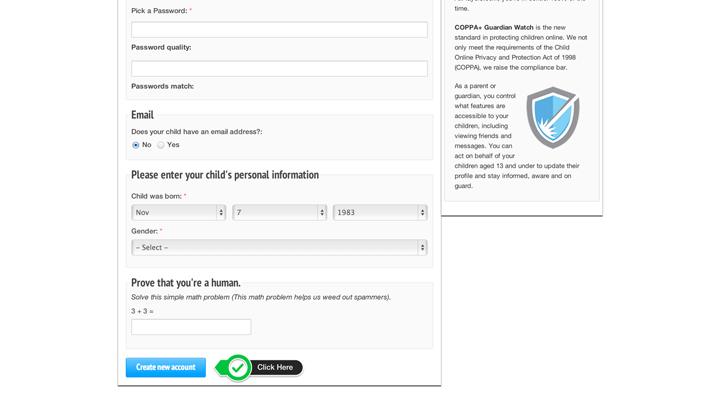 Pick a Password: *
time.
Password quality:
Passwords match:
Email
Does your child have an email address?:
No Yes
Please enter your child's personal information
Child was born: *
Nov 7 1983
Gender: *
– Select –
Prove that you're a human.
Solve this simple math problem (This math problem helps us weed out spammers).
3 + 3 =
Create new account
Click Here
COPPA+ Guardian Watch is the new
standard in protecting children online. We not
only meet the requirements of the Child
Online Privacy and Protection Act of 1998
(COPPA), we raise the compliance bar.
As a parent or
guardian, you control
what features are
accessible to your
children, including
viewing friends and
messages. You can
act on behalf of your
children aged 13 and under to update their
profile and stay informed, aware and on
guard.